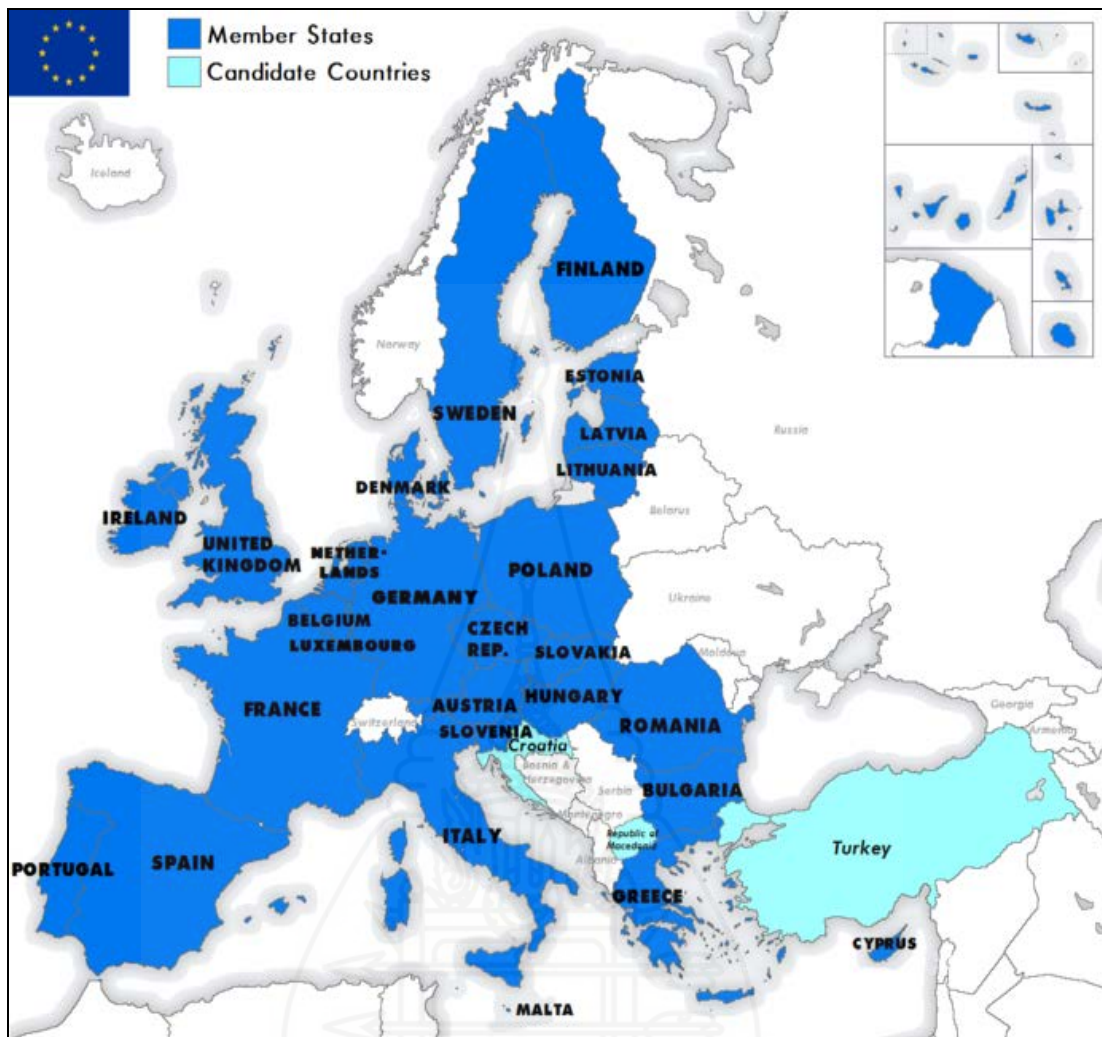 Member States
Candidate Countries
Iceland
FINLAND
Norway
ESTONIA
SWEDEN
Russia
LATVIA
LITHUANIA
DENMARK
Belarus
IRELAND
UNITED
KINGDOM
NETHER-
LANDS
POLAND
GERMANY
Ukraine
BELGIUM
CZECH
REP.
LUXEMBOURG
SLOVAKIA
Moldova
HUNGARY
AUSTRIA
FRANCE
Switzerland
ROMANIA
Georgia
SLOVENIA
Armenia
Croatia
Bosnia &
Herzegovina
Serbia
BULGARIA
Montenegro
ITALY
Republic of
Macedonia
Turkey
Albania
PORTUGAL
SPAIN
GREECE
CYPRUS
MALTA